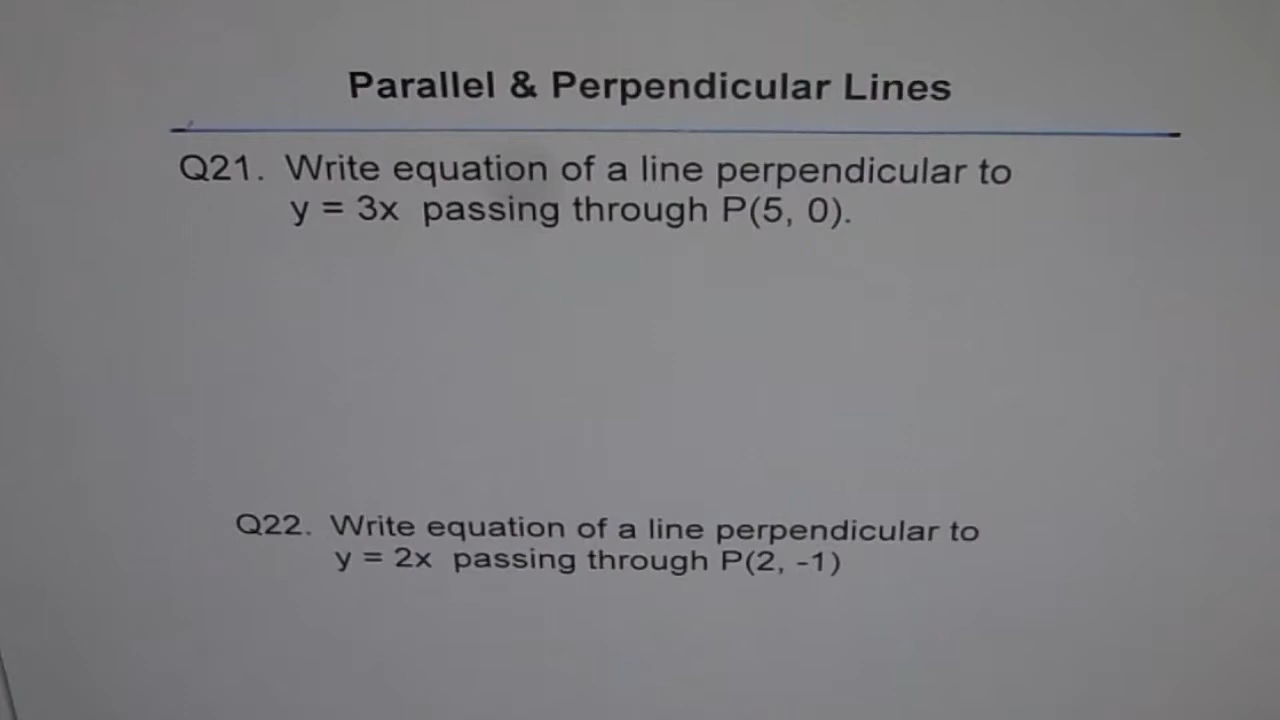 Parallel & Perpendicular Lines
Q21. Write equation of a line perpendicular to
y = 3x passing through P(5, 0).
Q22. Write equation of a line perpendicular to
y = 2x passing through P(2, -1)